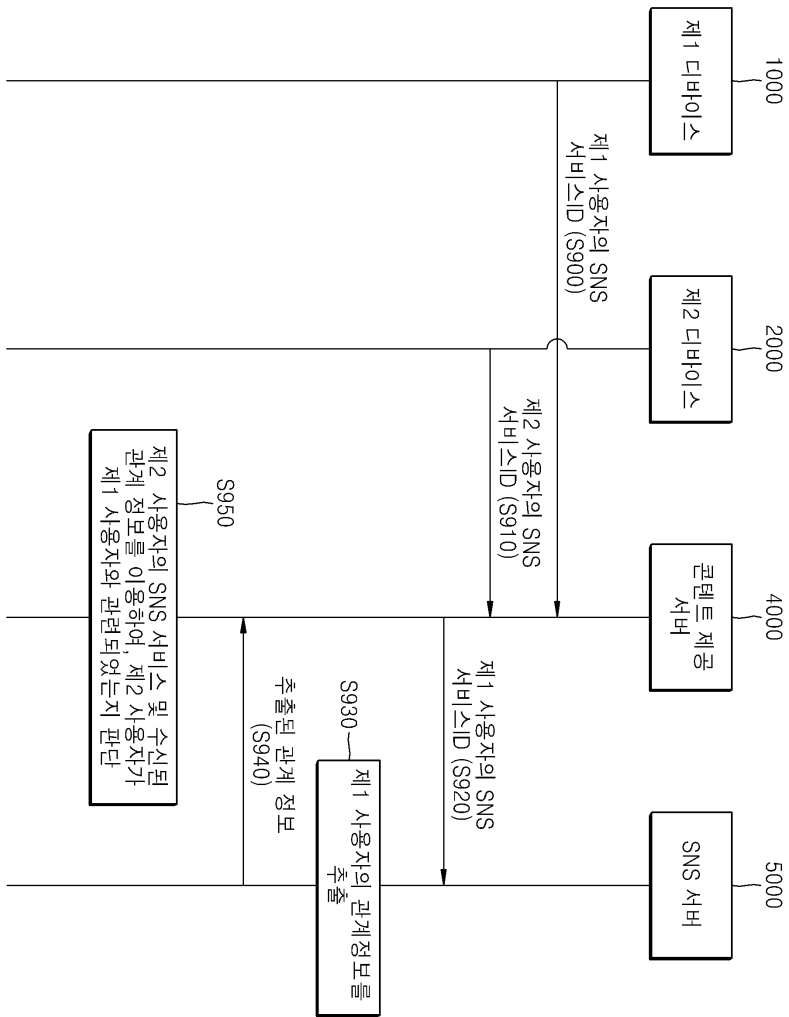 1000
제1 디바이스
2000
제2 디바이스
4000
콘텐트 제공
서버
5000
SNS 서버
제1 사용자의 SNS
서비스ID (S900)
제2 사용자의 SNS
서비스ID (S910)
제1 사용자의 SNS
서비스ID (S920)
S930
제1 사용자의 관계정보를
추출
추출된 관계 정보
(S940)
S950
제2 사용자의 SNS 서비스 및 수신된
관계 정보를 이용하여, 제2 사용자가
제1 사용자와 관련되었는지 판단